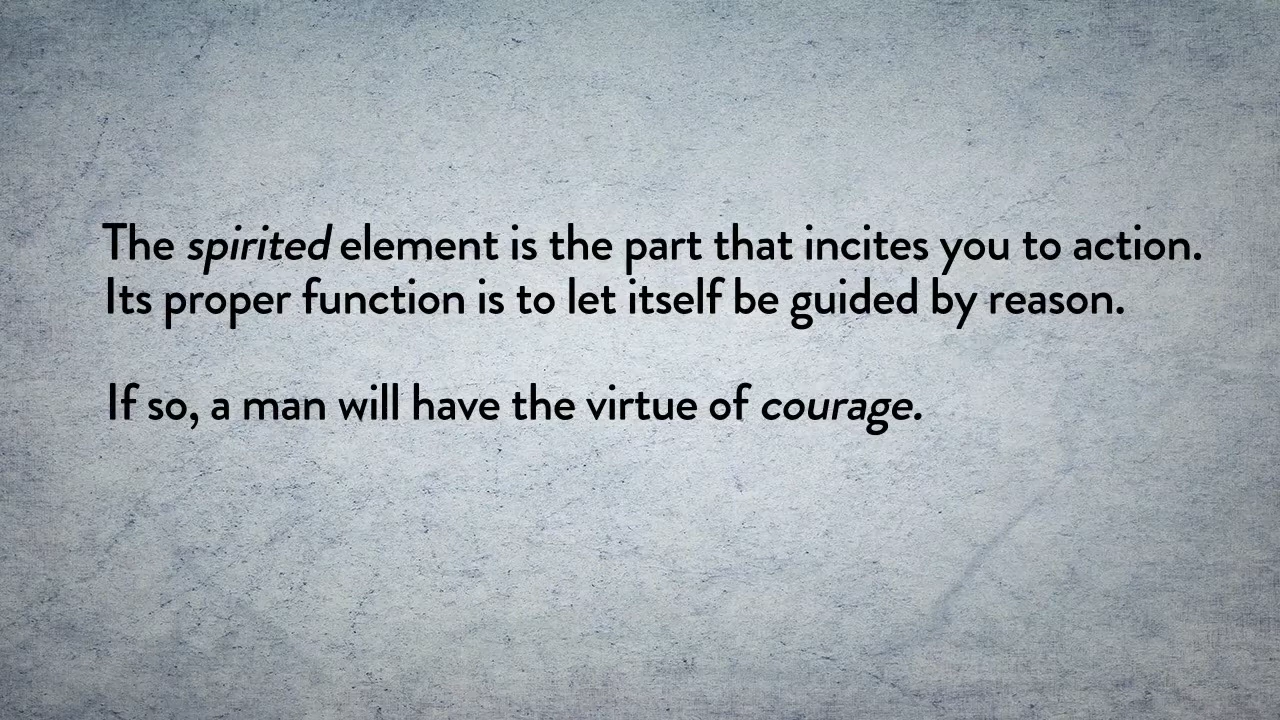 The spirited element is the part that incites you to action.
Its proper function is to let itself be guided by reason.
If so, a man will have the virtue of courage.